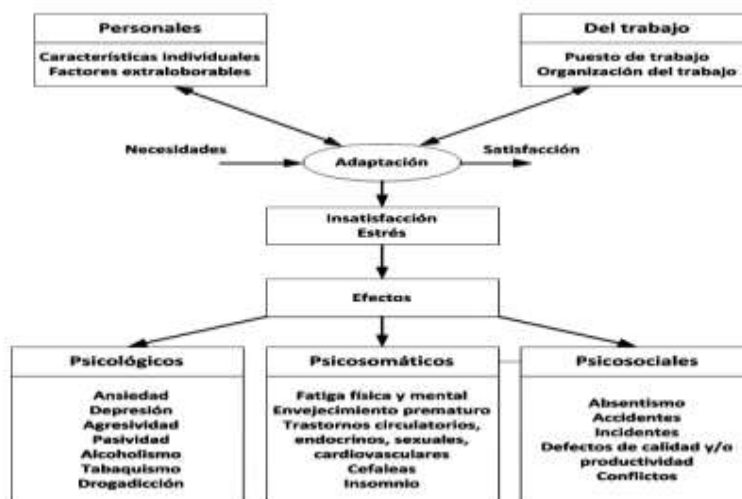 Personales
Características individuales
Factores extraloborables
Del trabajo
Puesto de trabajo
Organización del trabajo
Necesidades
Adaptación
Satisfacción
Insatisfacción
Estrés
Efectos
Psicológicos
Ansiedad
Depresión
Agresividad
Pasividad
Alcoholismo
Tabaquismo
Drogadicción
Psicosomáticos
Fatiga física y mental
Envejecimiento prematuro
Trastornos circulatorios,
endocrinos, sexuales,
cardiovasculares
Cefaleas
Insomnio
Psicosociales
Absentismo
Accidentes
Incidentes
Defectos de calidad y/o
productividad
Conflictos